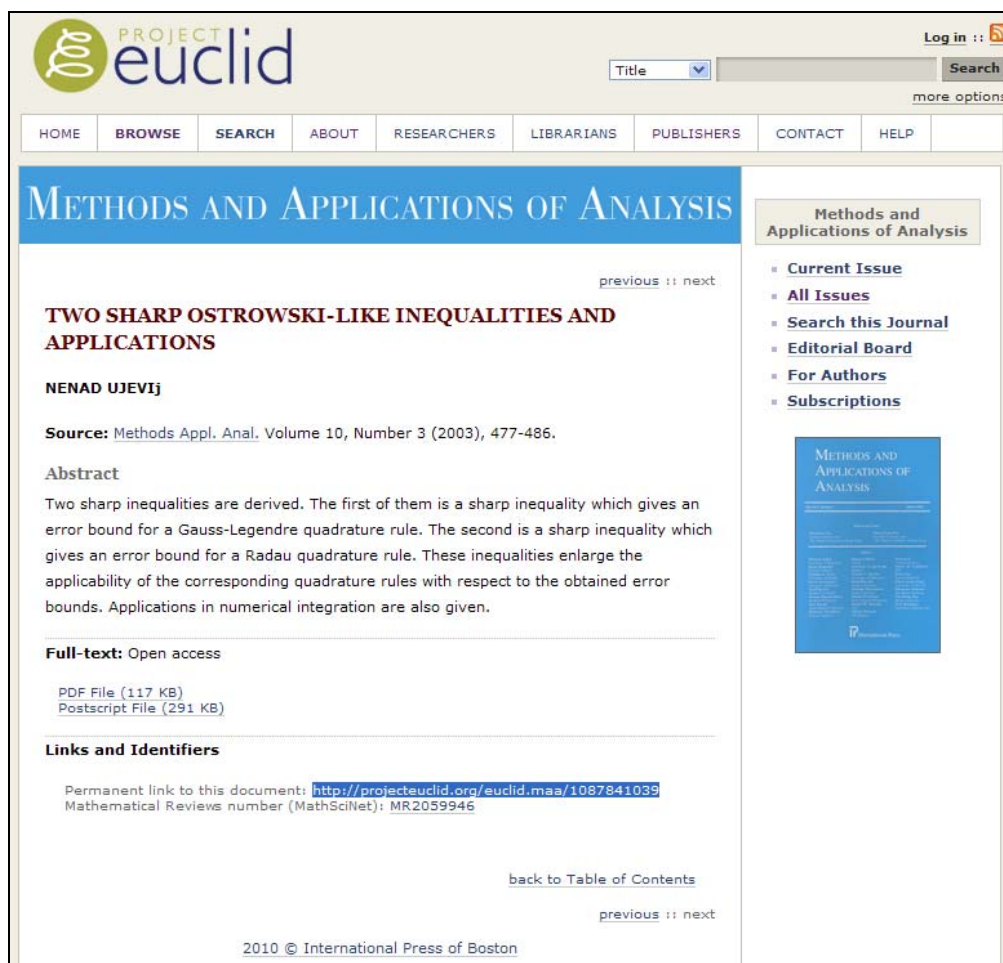 PROJECT
euclid
Log in ::
Title
Search
more options
HOME BROWSE SEARCH ABOUT RESEARCHERS LIBRARIANS PUBLISHERS CONTACT HELP
METHODS AND APPLICATIONS OF ANALYSIS
previous :: next
TWO SHARP OSTROWSKI-LIKE INEQUALITIES AND
APPLICATIONS
NENAD UJEVIj
Source: Methods Appl. Anal. Volume 10, Number 3 (2003), 477-486.
Abstract
Two sharp inequalities are derived. The first of them is a sharp inequality which gives an
error bound for a Gauss-Legendre quadrature rule. The second is a sharp inequality which
gives an error bound for a Radau quadrature rule. These inequalities enlarge the
applicability of the corresponding quadrature rules with respect to the obtained error
bounds. Applications in numerical integration are also given.
Full-text: Open access
PDF File (117 KB)
Postscript File (291 KB)
Links and Identifiers
Permanent link to this document: http://projecteuclid.org/euclid.maa/1087841039
Mathematical Reviews number (MathSciNet): MR2059946
back to Table of Contents
previous :: next
2010 © International Press of Boston
Methods and
Applications of Analysis
Current Issue
All Issues
Search this Journal
Editorial Board
For Authors
Subscriptions
METHODS AND
APPLICATIONS OF
ANALYSIS
International Press